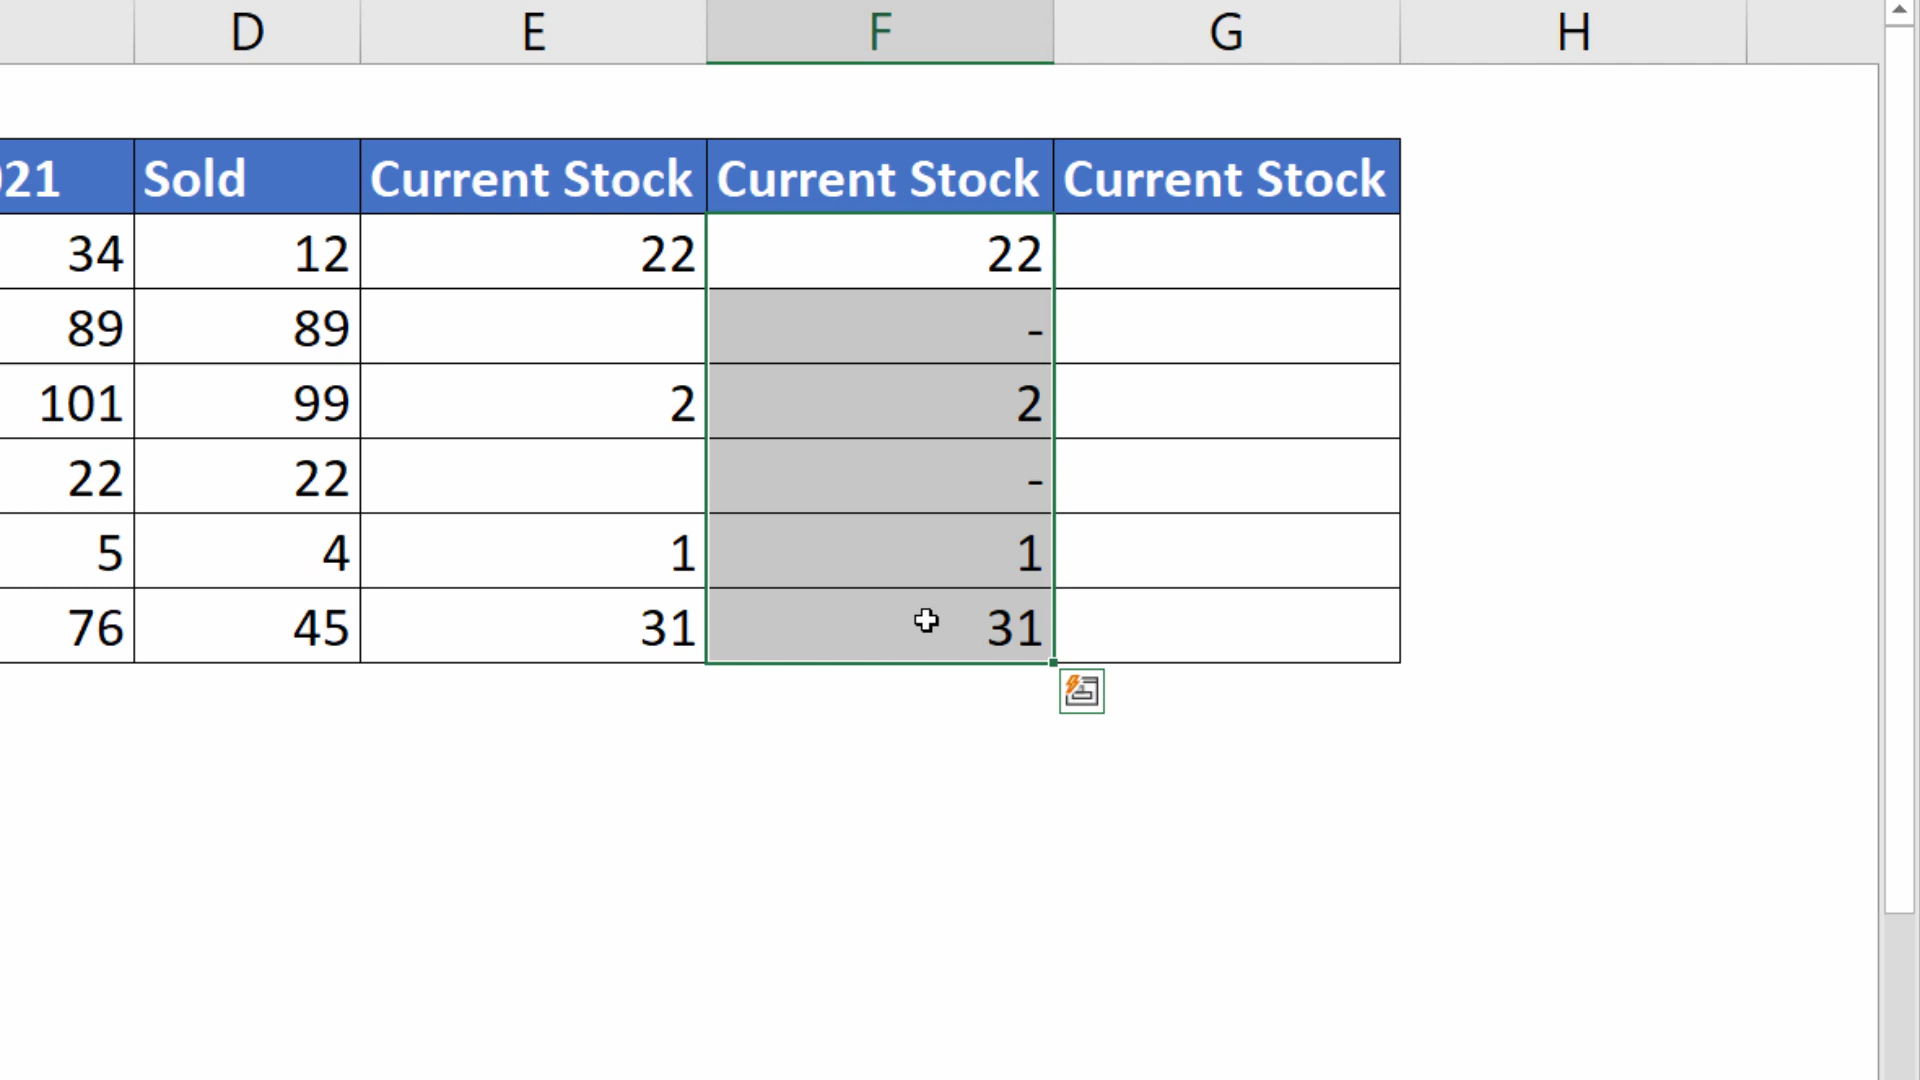 D E F G H
021 Sold Current Stock Current Stock Current Stock
34 12 22 22
89 89 -
101 99 2 2
22 22 -
5 4 1 1
76 45 31 31